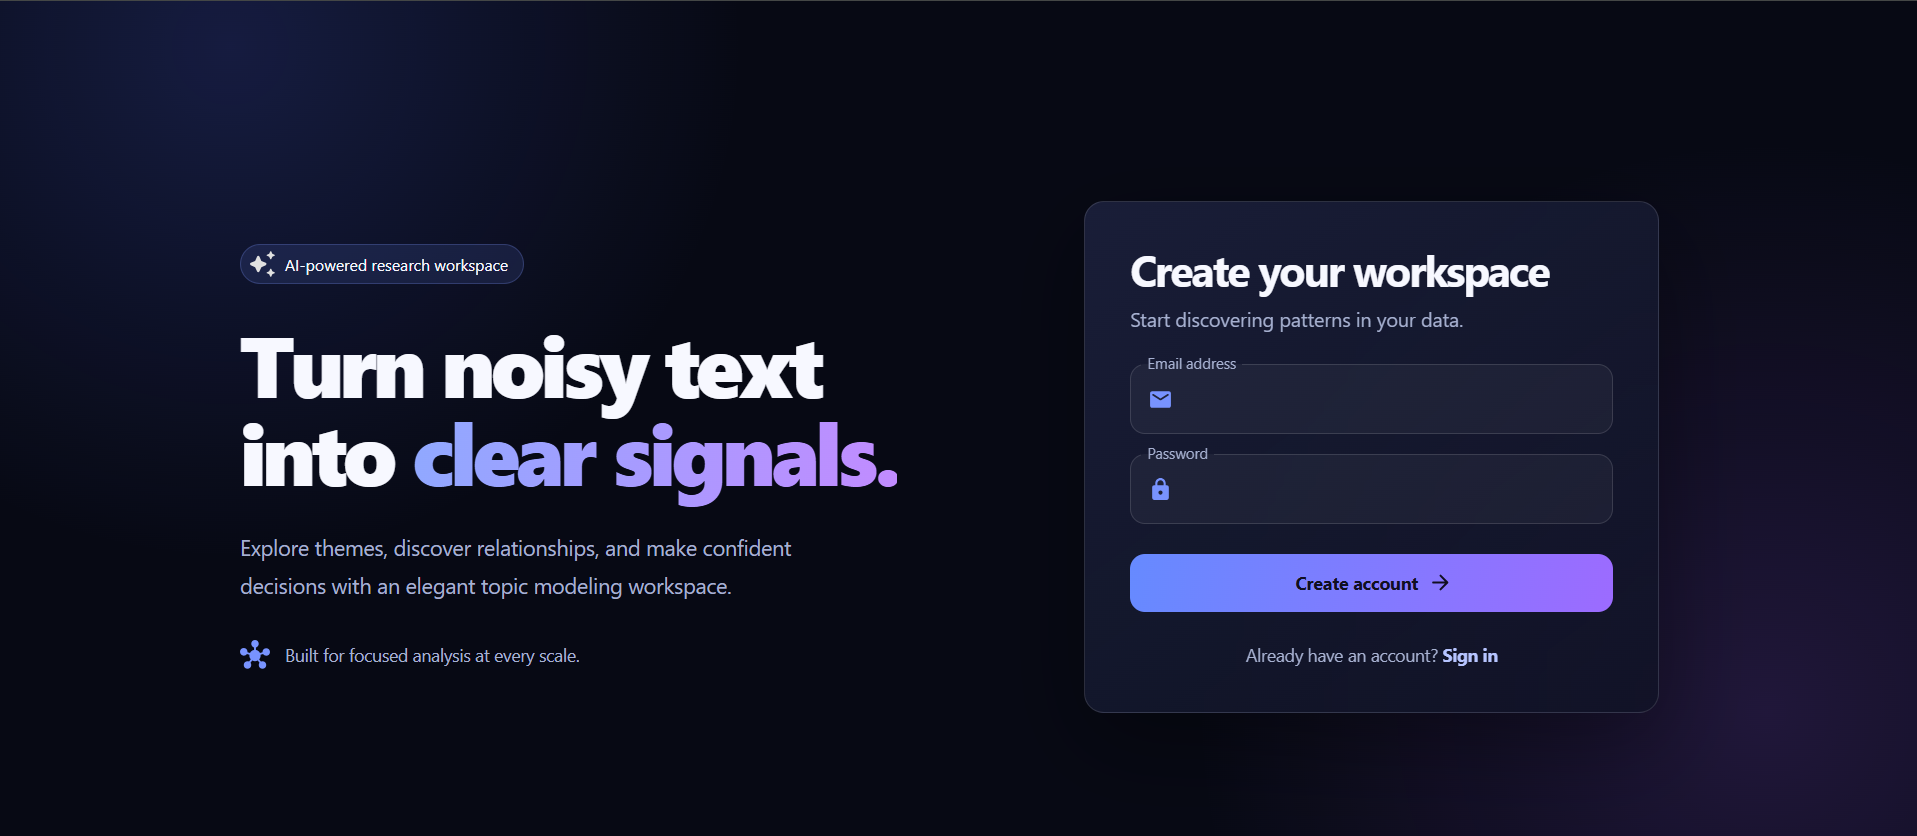 AI-powered research workspace
Turn noisy text
into clear signals.
Explore themes, discover relationships, and make confident
decisions with an elegant topic modeling workspace.
Built for focused analysis at every scale.
Create your workspace
Start discovering patterns in your data.
Email address
Password
Create account
Already have an account? Sign in